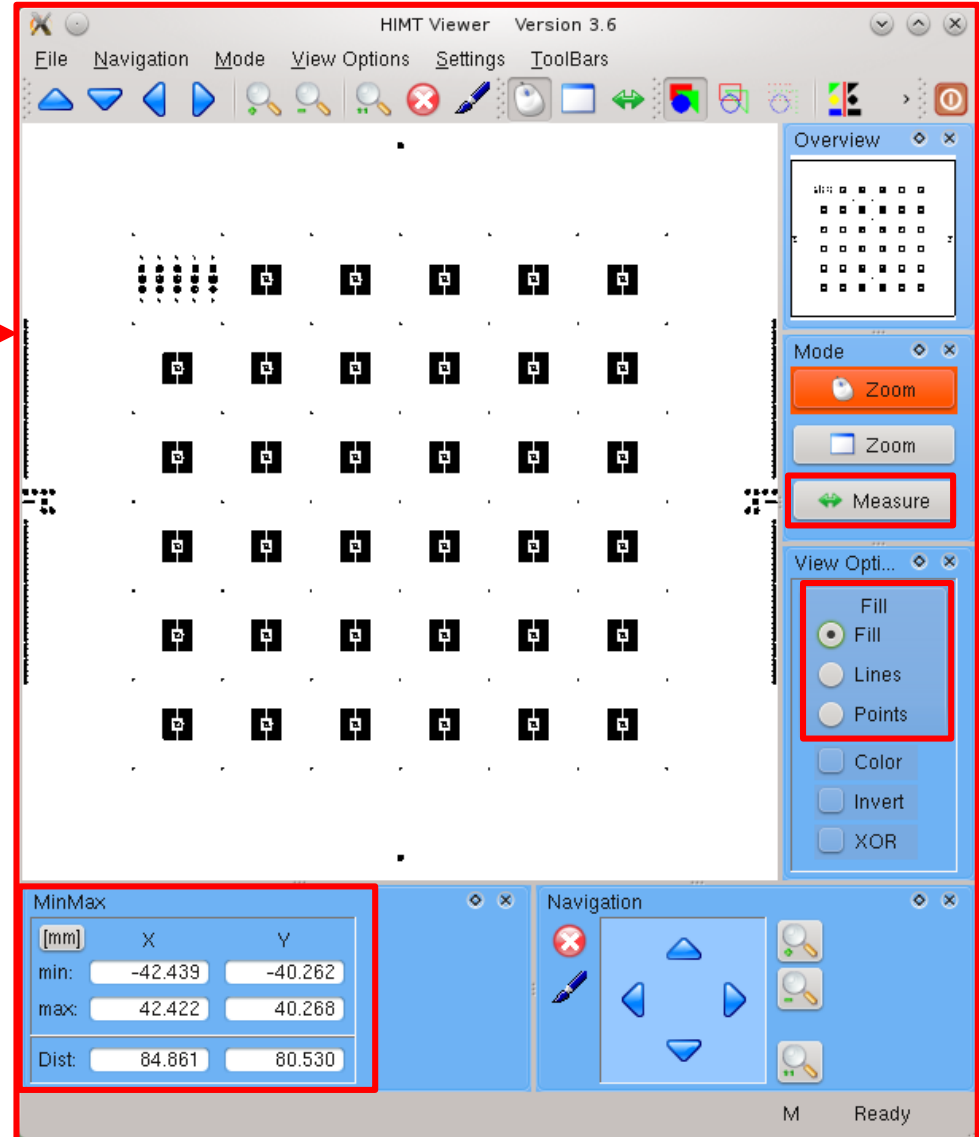 HIMT Viewer Version 3.6
File Navigation Mode View Options Settings ToolBars
Overview
Mode
Zoom
Zoom
Measure
View Opti...
Fill
Fill
Lines
Points
Color
Invert
XOR
MinMax
[mm] X Y
min: -42.439 -40.262
max: 42.422 40.268
Dist: 84.861 80.530
Navigation
M Ready